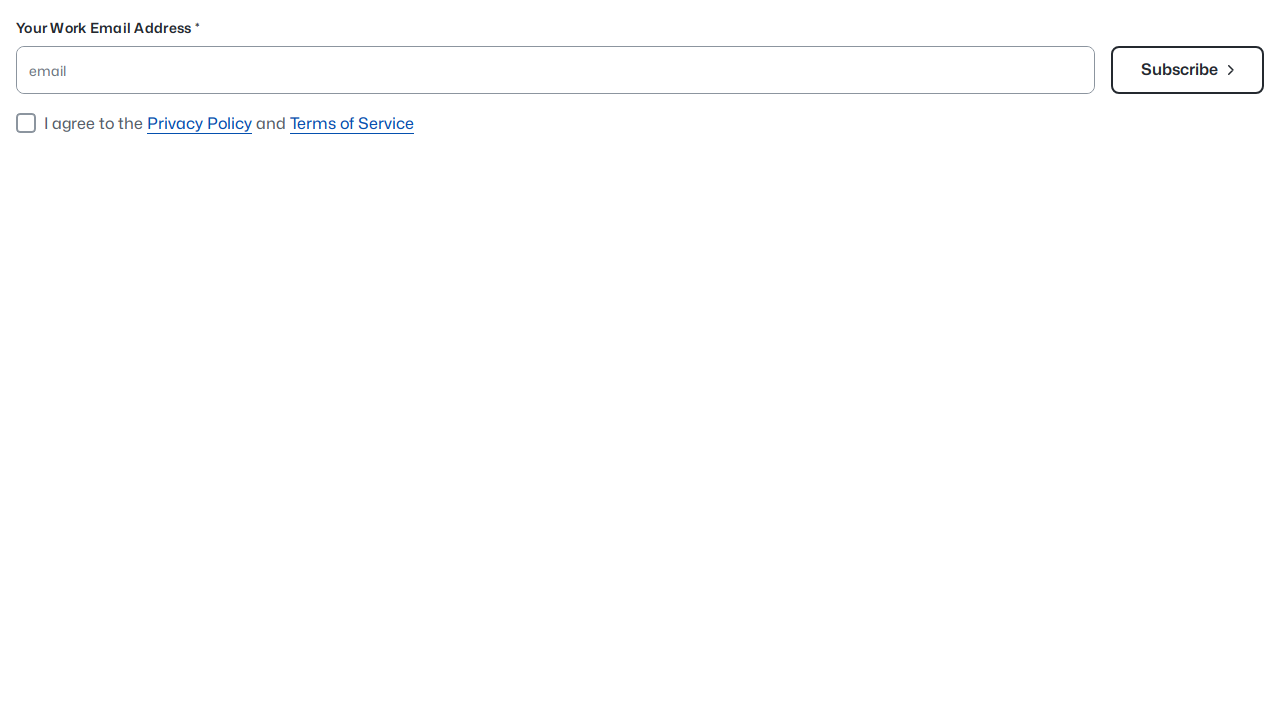 Your Work Email Address *
email
Subscribe
I agree to the Privacy Policy and Terms of Service